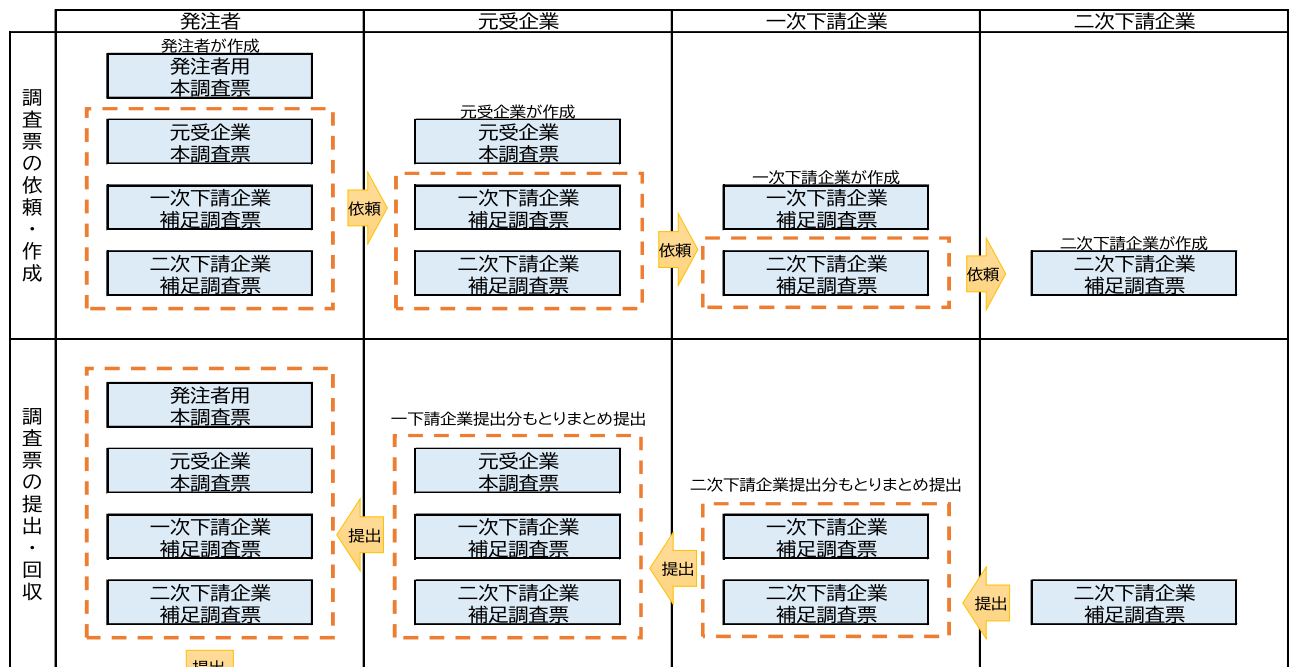 発注者
元受企業
一次下請企業
二次下請企業
調査票の依頼・作成
発注者が作成
発注者用
本調査票
元受企業
本調査票
一次下請企業
補足調査票
二次下請企業
補足調査票
依頼
元受企業が作成
元受企業
本調査票
一次下請企業
補足調査票
二次下請企業
補足調査票
依頼
一次下請企業が作成
一次下請企業
補足調査票
二次下請企業
補足調査票
依頼
二次下請企業が作成
二次下請企業
補足調査票
調査票の提出・回収
発注者用
本調査票
元受企業
本調査票
一次下請企業
補足調査票
二次下請企業
補足調査票
提出
提出
一下請企業提出分もとりまとめ提出
元受企業
本調査票
一次下請企業
補足調査票
二次下請企業
補足調査票
提出
二次下請企業提出分もとりまとめ提出
一次下請企業
補足調査票
二次下請企業
補足調査票
提出
二次下請企業
補足調査票